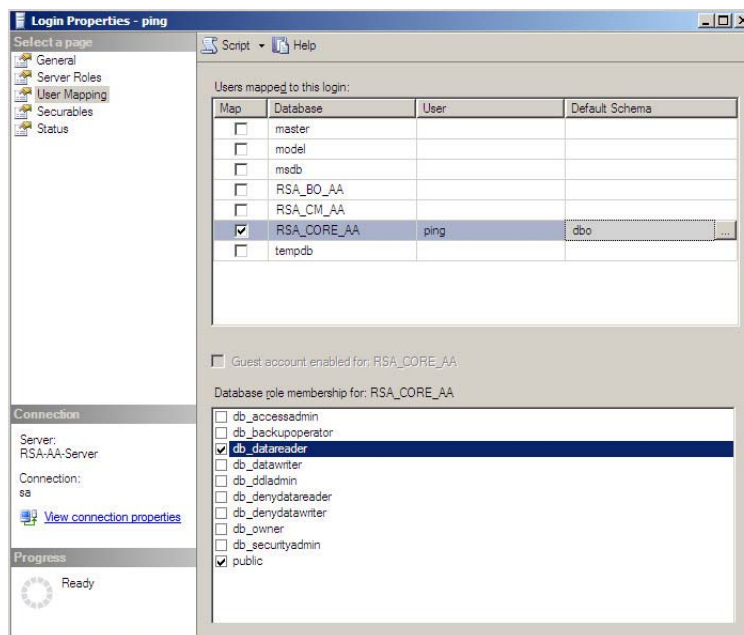 Login Properties - ping
Select a page
General
Server Roles
User Mapping
Securables
Status
Script Help
Users mapped to this login:
Map Database User Default Schema
master
model
msdb
RSA_BO_AA
RSA_CM_AA
RSA_CORE_AA ping dbo ...
tempdb
Guest account enabled for: RSA_CORE_AA
Database role membership for: RSA_CORE_AA
db_accessadmin
db_backupoperator
db_datareader
db_datawriter
db_ddladmin
db_denydatareader
db_denydatawriter
db_owner
db_securityadmin
public
Connection
Server:
RSA-AA-Server
Connection:
sa
View connection properties
Progress
Ready